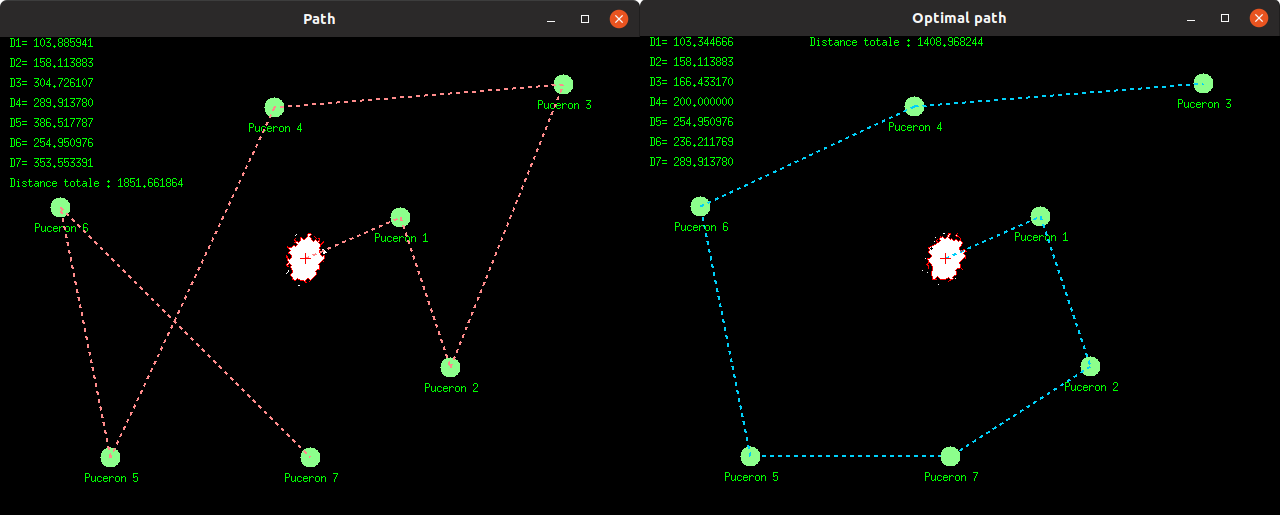 Path
D1= 103.885941
D2= 158.113883
D3= 304.726107
D4= 289.913780
D5= 386.517787
D6= 254.950976
D7= 353.553391
Distance totale : 1851.661864
Puceron 3
Puceron 4
Puceron 6
Puceron 1
Puceron 2
Puceron 5
Puceron 7
Optimal path
D1= 103.344666
Distance totale : 1408.968244
D2= 158.113883
D3= 166.433170
D4= 200.000000
D5= 254.950976
D6= 236.211769
D7= 289.913780
Puceron 3
Puceron 4
Puceron 6
Puceron 1
Puceron 2
Puceron 5
Puceron 7